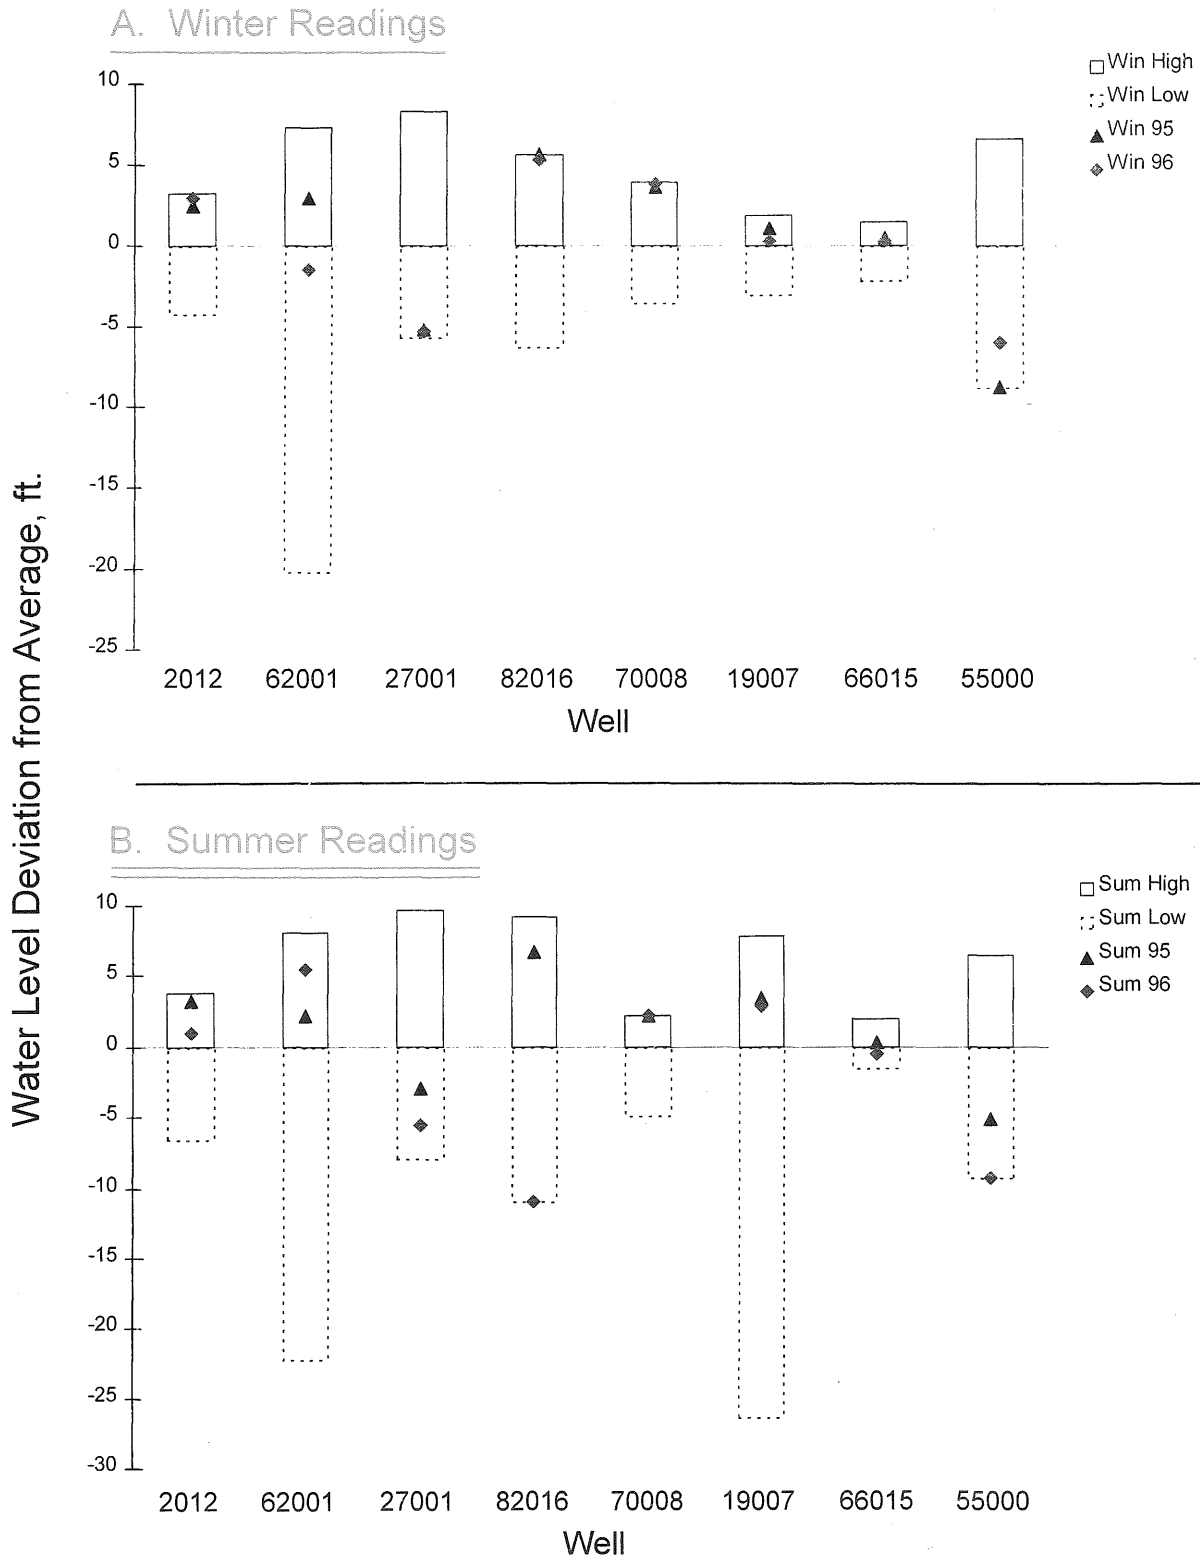 A. Winter Readings
Win High
Win Low
Win 95
Win 96
10
5
0
-5
-10
-15
-20
-25
2012 62001 27001 82016 70008 19007 66015 55000
Well
Water Level Deviation from Average, ft.
B. Summer Readings
Sum High
Sum Low
Sum 95
Sum 96
10
5
0
-5
-10
-15
-20
-25
-30
2012 62001 27001 82016 70008 19007 66015 55000
Well